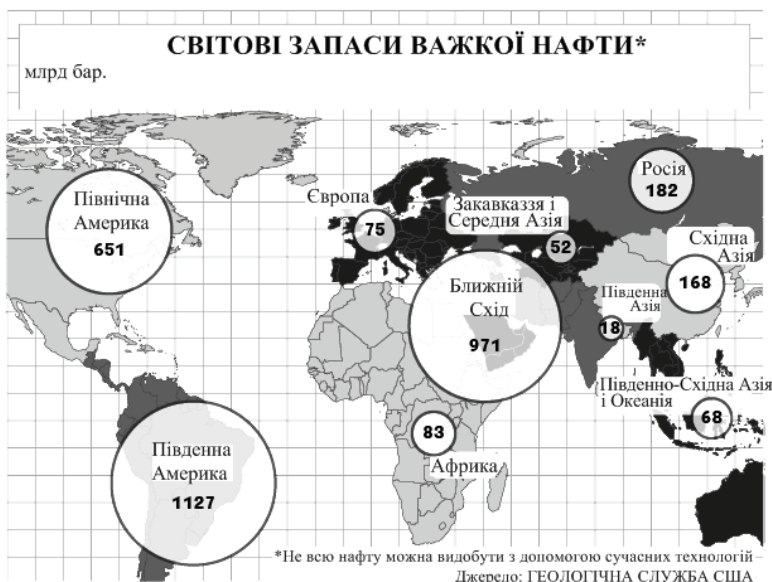 СВІТОВІ ЗАПАСИ ВАЖКОЇ НАФТИ*
млрд бар.
Північна
Америка
651
Європа
75
Закавказзя і
Середня Азія
52
Росія
182
Східна
Азія
168
Ближній
Схід
971
Південна
Азія
18
Південно-Східна Азія
і Океанія
68
83
Африка
Південна
Америка
1127
*Не всю нафту можна видобути з допомогою сучасних технологій
Джерело: ГЕОЛОГІЧНА СЛУЖБА США